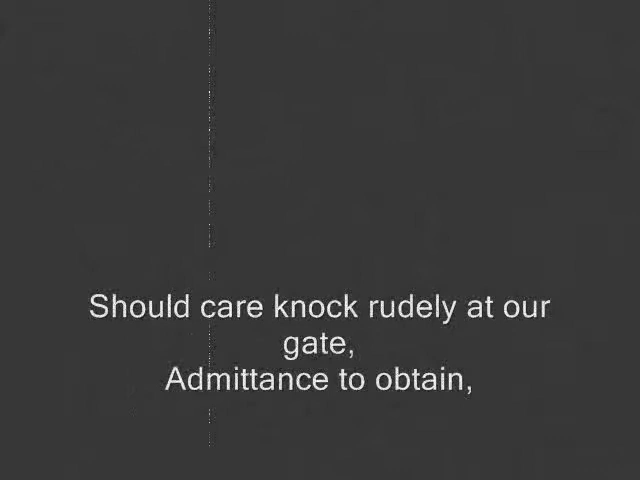 Should care knock rudely at our
gate,
Admittance to obtain,